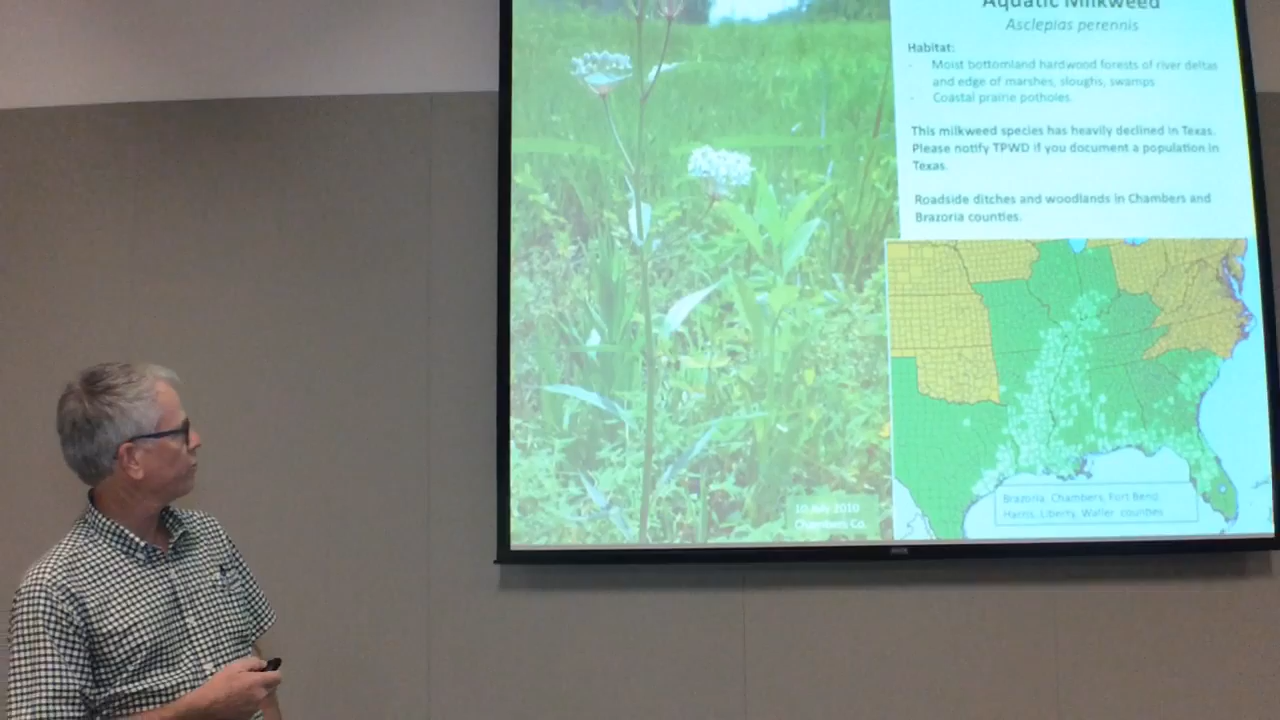 Aquatic Milkweed
Asclepias perennis
Habitat:
- Moist bottomland hardwood forests of river deltas
and edge of marshes, sloughs, swamps
- Coastal prairie potholes.
This milkweed species has heavily declined in Texas.
Please notify TPWD if you document a population in
Texas.
Roadside ditches and woodlands in Chambers and
Brazoria counties.
10 July 2010
Chambers Co.
Brazoria, Chambers, Fort Bend,
Harris, Liberty, Waller counties